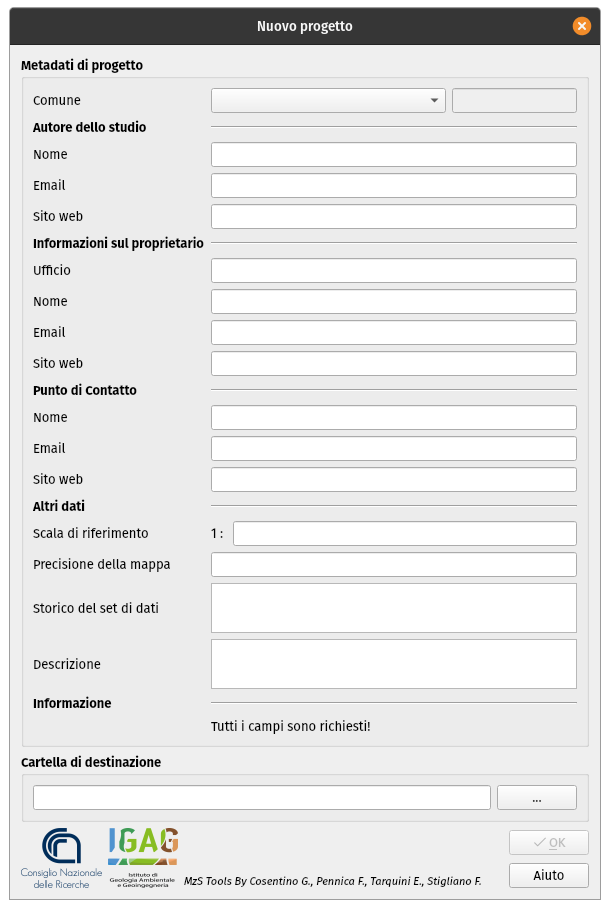 Nuovo progetto
Metadati di progetto
Comune
Autore dello studio
Nome
Email
Sito web
Informazioni sul proprietario
Ufficio
Nome
Email
Sito web
Punto di Contatto
Nome
Email
Sito web
Altri dati
Scala di riferimento 1 :
Precisione della mappa
Storico del set di dati
Descrizione
Informazione
Tutti i campi sono richiesti!
Cartella di destinazione
...
OK
Consiglio Nazionale
delle Ricerche
IGAG
Istituto di
Geologia Ambientale
e Geoingegneria
MzS Tools By Cosentino G., Pennica F., Tarquini E., Stigliano F.
Aiuto